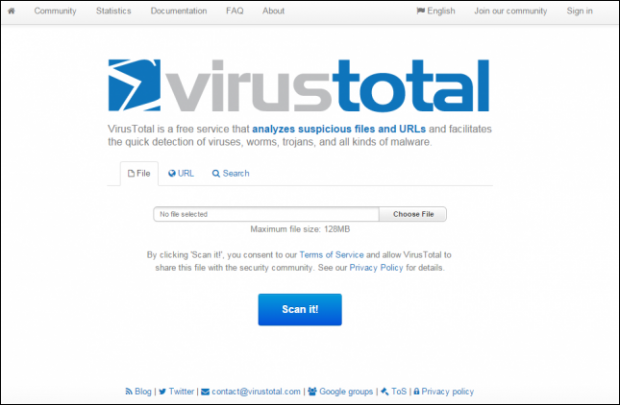 Community Statistics Documentation FAQ About English Join our community Sign in
virustotal
VirusTotal is a free service that analyzes suspicious files and URLs and facilitates
the quick detection of viruses, worms, trojans, and all kinds of malware.
File URL Search
No file selected Choose File
Maximum file size: 128MB
By clicking 'Scan it!', you consent to our Terms of Service and allow VirusTotal to
share this file with the security community. See our Privacy Policy for details.
Scan it!
Blog | Twitter | contact@virustotal.com | Google groups | ToS | Privacy policy